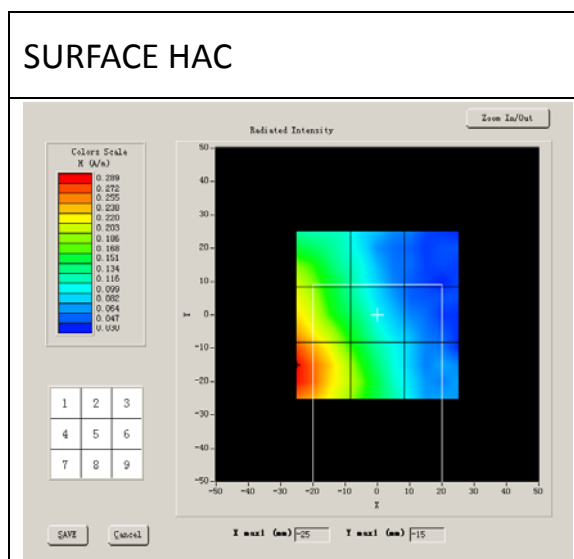 SURFACE HAC
Zoom In/Out
Radiated Intensity
Colors Scale
H (A/m)
0.289
0.272
0.255
0.238
0.220
0.203
0.186
0.168
0.151
0.134
0.116
0.099
0.082
0.064
0.047
0.030
50
40
30
20
10
0
-10
-20
-30
-40
-50
Y
-50 -40 -30 -20 -10 0 10 20 30 40 50
X
1 2 3
4 5 6
7 8 9
SAVE Cancel
X max1 (mm) -25 Y max1 (mm) -15